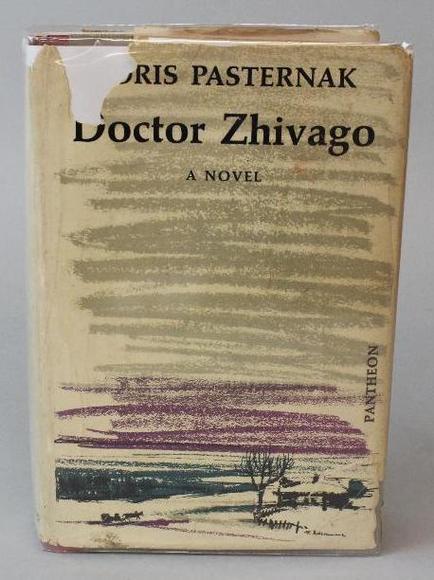 ORIS PASTERNAK
Doctor Zhivago
A NOVEL
PANTHEON